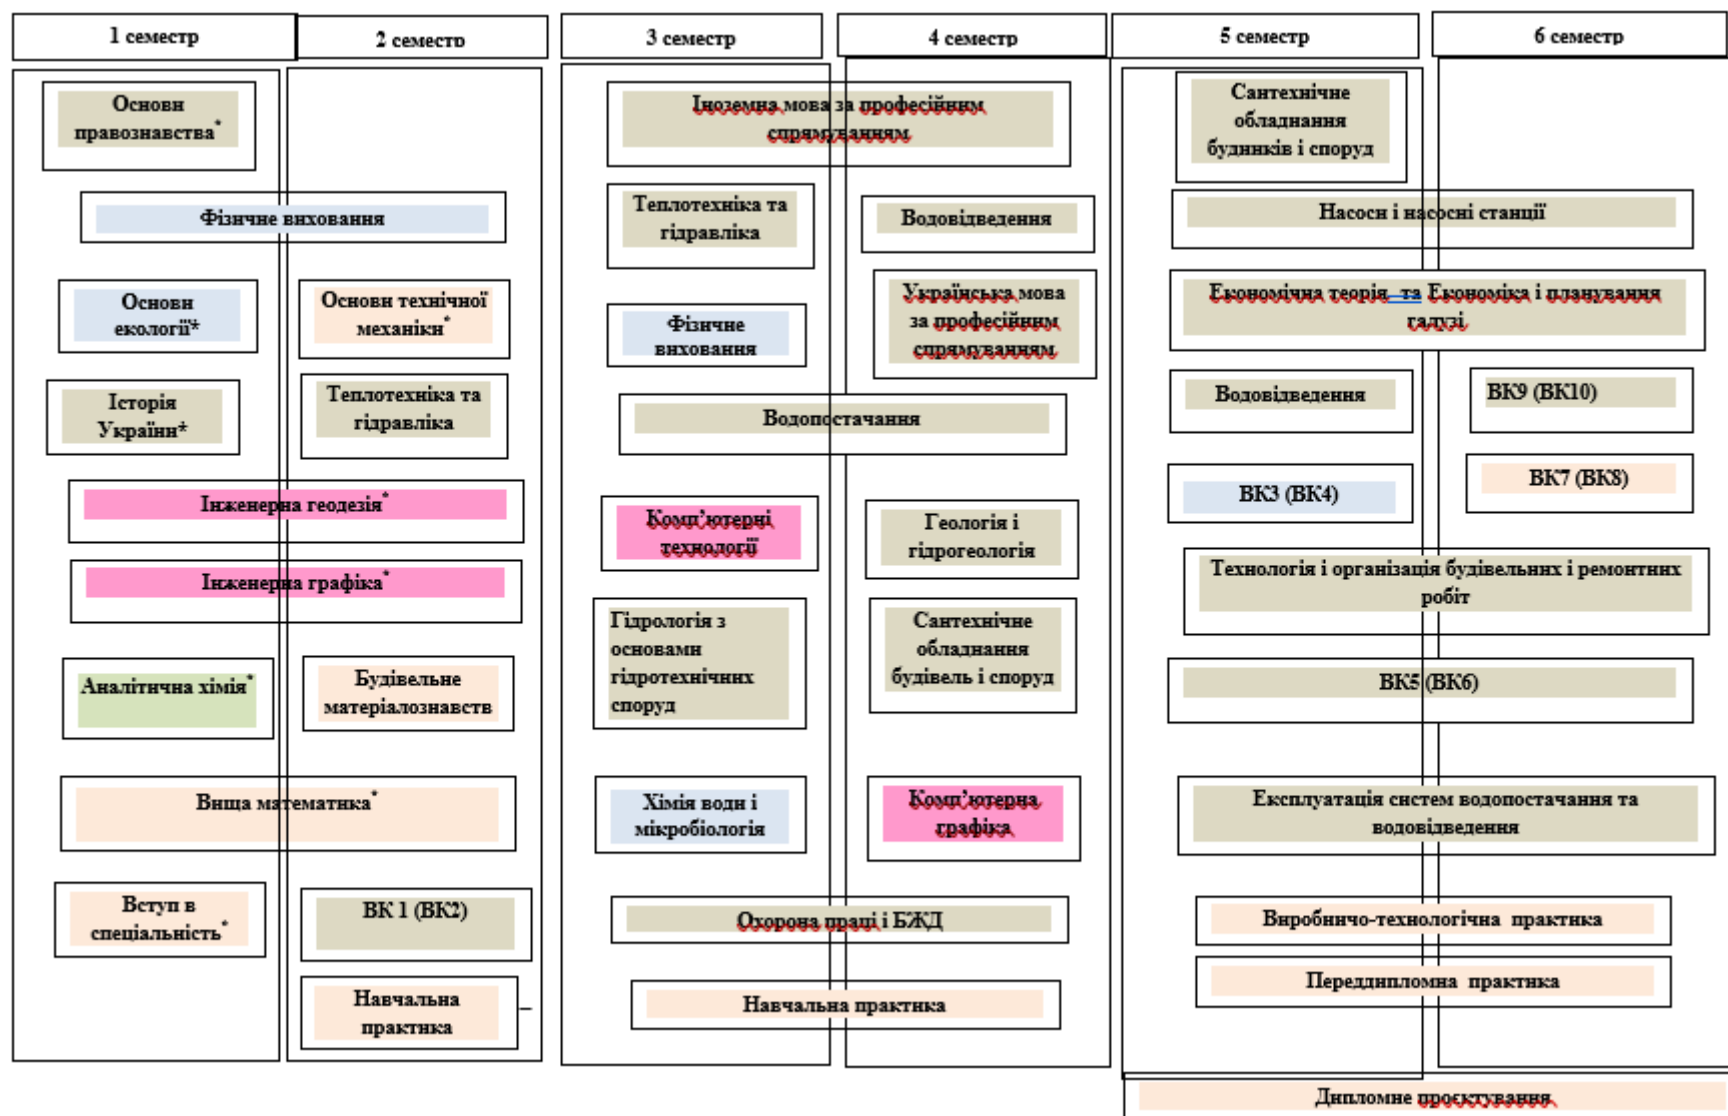 1 семестр
2 семестр
3 семестр
4 семестр
5 семестр
6 семестр
Основи
правознавства*
Фізичне виховання
Основи
екології*
Основи технічної
механіки*
Історія
України*
Теплотехніка та
гідравліка
Інженерна геодезія*
Інженерна графіка*
Аналітична хімія*
Будівельне
матеріалознавств
Вища математика*
Вступ в
спеціальність*
ВК 1 (ВК2)
Навчальна
практика
–
Іноземна мова за професійним
спрямуванням
Теплотехніка та
гідравліка
Водовідведення
Фізичне
виховання
Українська мова
за професійним
спрямуванням
Водопостачання
Комп’ютерні
технології
Геологія і
гідрогеологія
Гідрологія з
основами
гідротехнічних
споруд
Сантехнічне
обладнання
будівель і споруд
Хімія води і
мікробіологія
Комп’ютерна
графіка
Охорона праці і БЖД
Навчальна практика
Сантехнічне
обладнання
будинків і споруд
Насоси і насосні станції
Економічна теорія та Економіка і планування
галузі
Водовідведення
ВК9 (ВК10)
ВК3 (ВК4)
ВК7 (ВК8)
Технологія і організація будівельних і ремонтних
робіт
ВК5 (ВК6)
Експлуатація систем водопостачання та
водовідведення
Виробничо-технологічна практика
Переддипломна практика
Дипломне проєктування